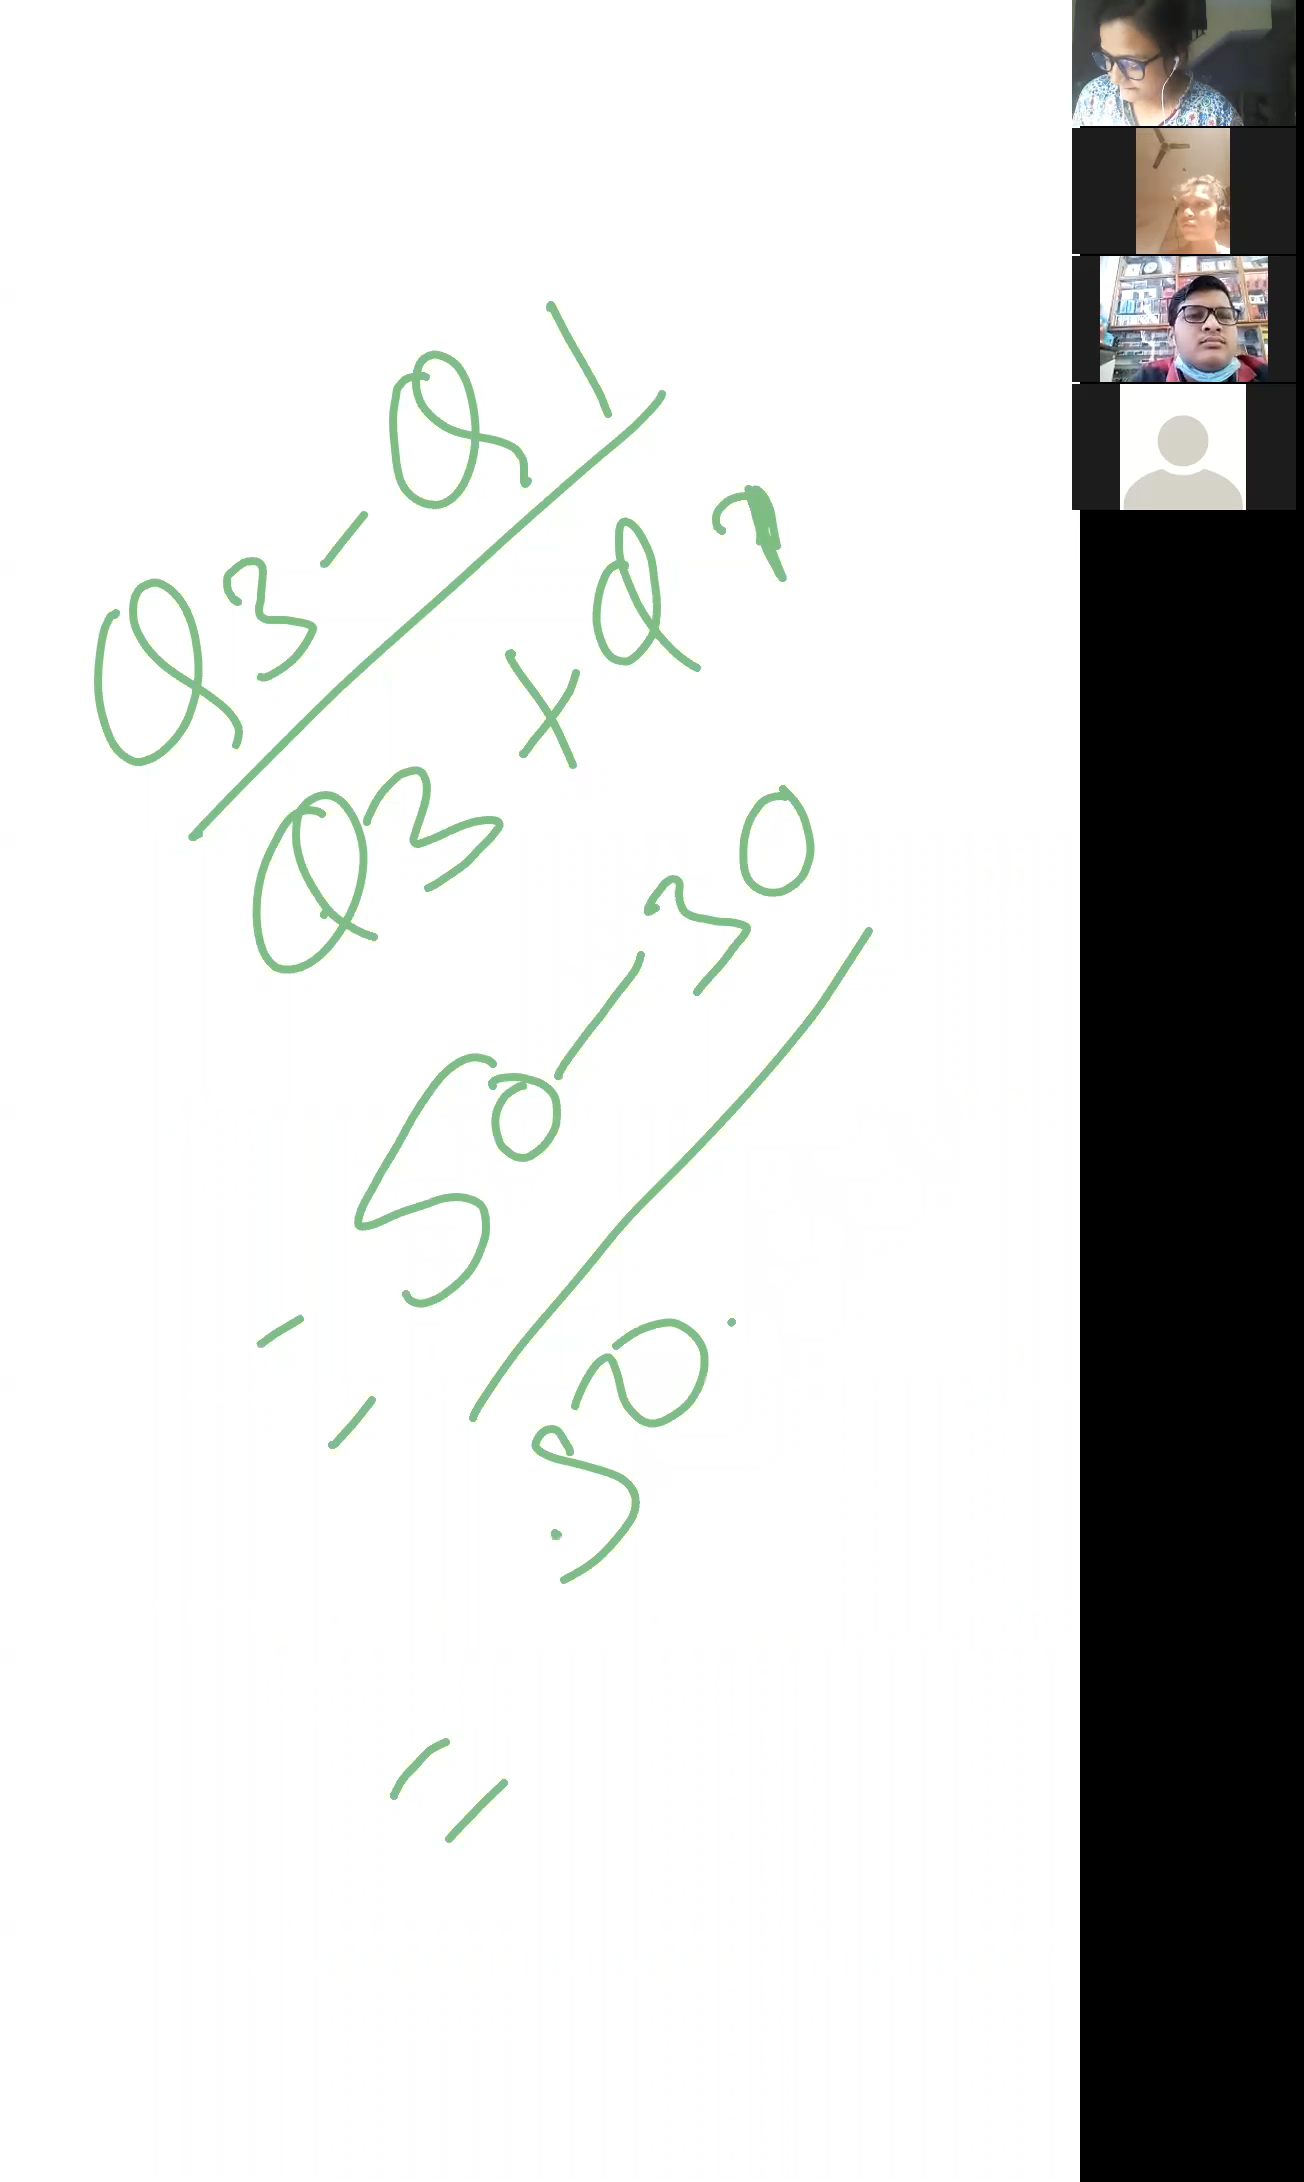 Q3 - Q1
Q3 + Q1
= 50 - 30
50
=